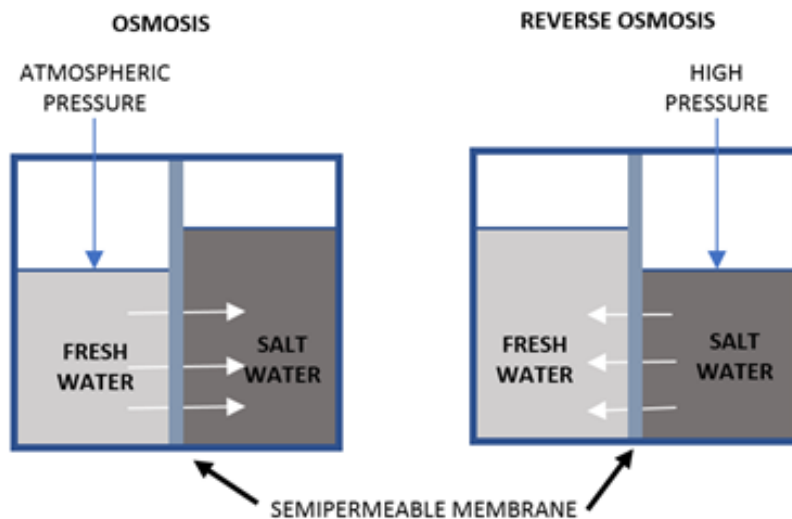 OSMOSIS
REVERSE OSMOSIS
ATMOSPHERIC
PRESSURE
HIGH
PRESSURE
FRESH
WATER
SALT
WATER
FRESH
WATER
SALT
WATER
SEMIPERMEABLE MEMBRANE